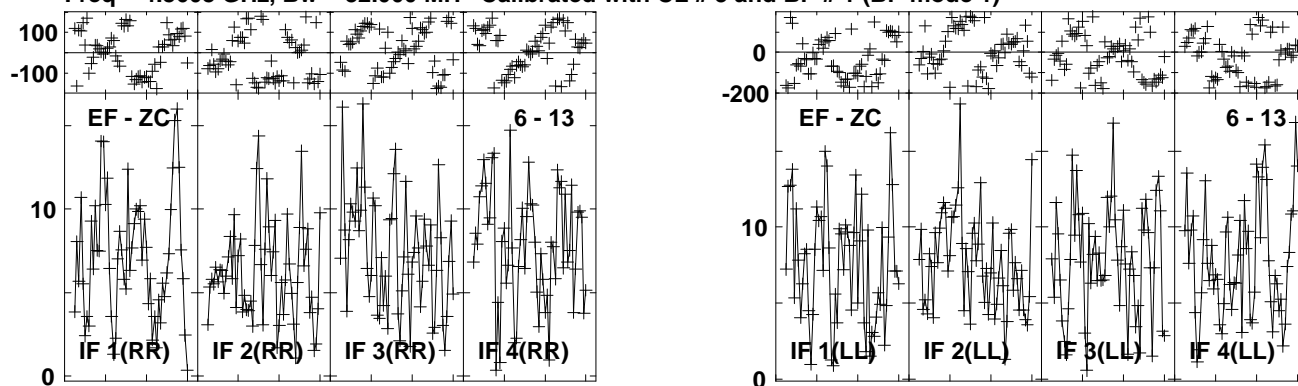 100
0
-100
0
-200
EF - ZC
6 - 13
EF - ZC
6 - 13
10
10
IF 1(RR)
IF 2(RR)
IF 3(RR)
IF 4(RR)
IF 1(LL)
IF 2(LL)
IF 3(LL)
IF 4(LL)
0
0